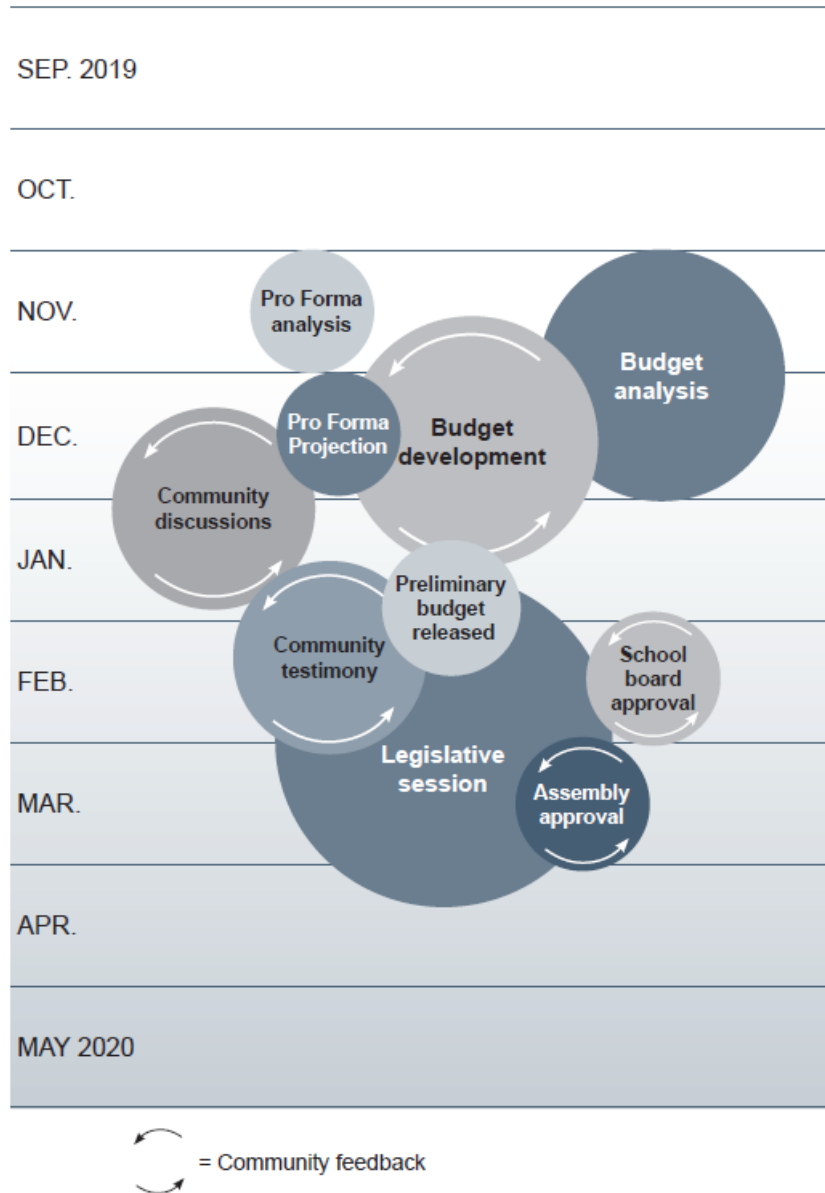 SEP. 2019
OCT.
NOV.
Pro Forma
analysis
Budget
analysis
DEC.
Pro Forma
Projection
Budget
development
Community
discussions
JAN.
Preliminary
budget
released
Community
testimony
FEB.
School
board
approval
Legislative
session
MAR.
Assembly
approval
APR.
MAY 2020
= Community feedback